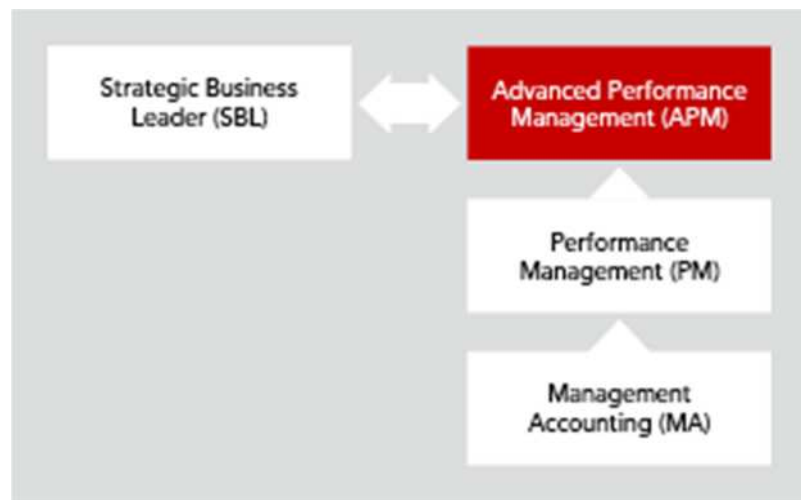 Strategic Business
Leader (SBL)
Advanced Performance
Management (APM)
Performance
Management (PM)
Management
Accounting (MA)